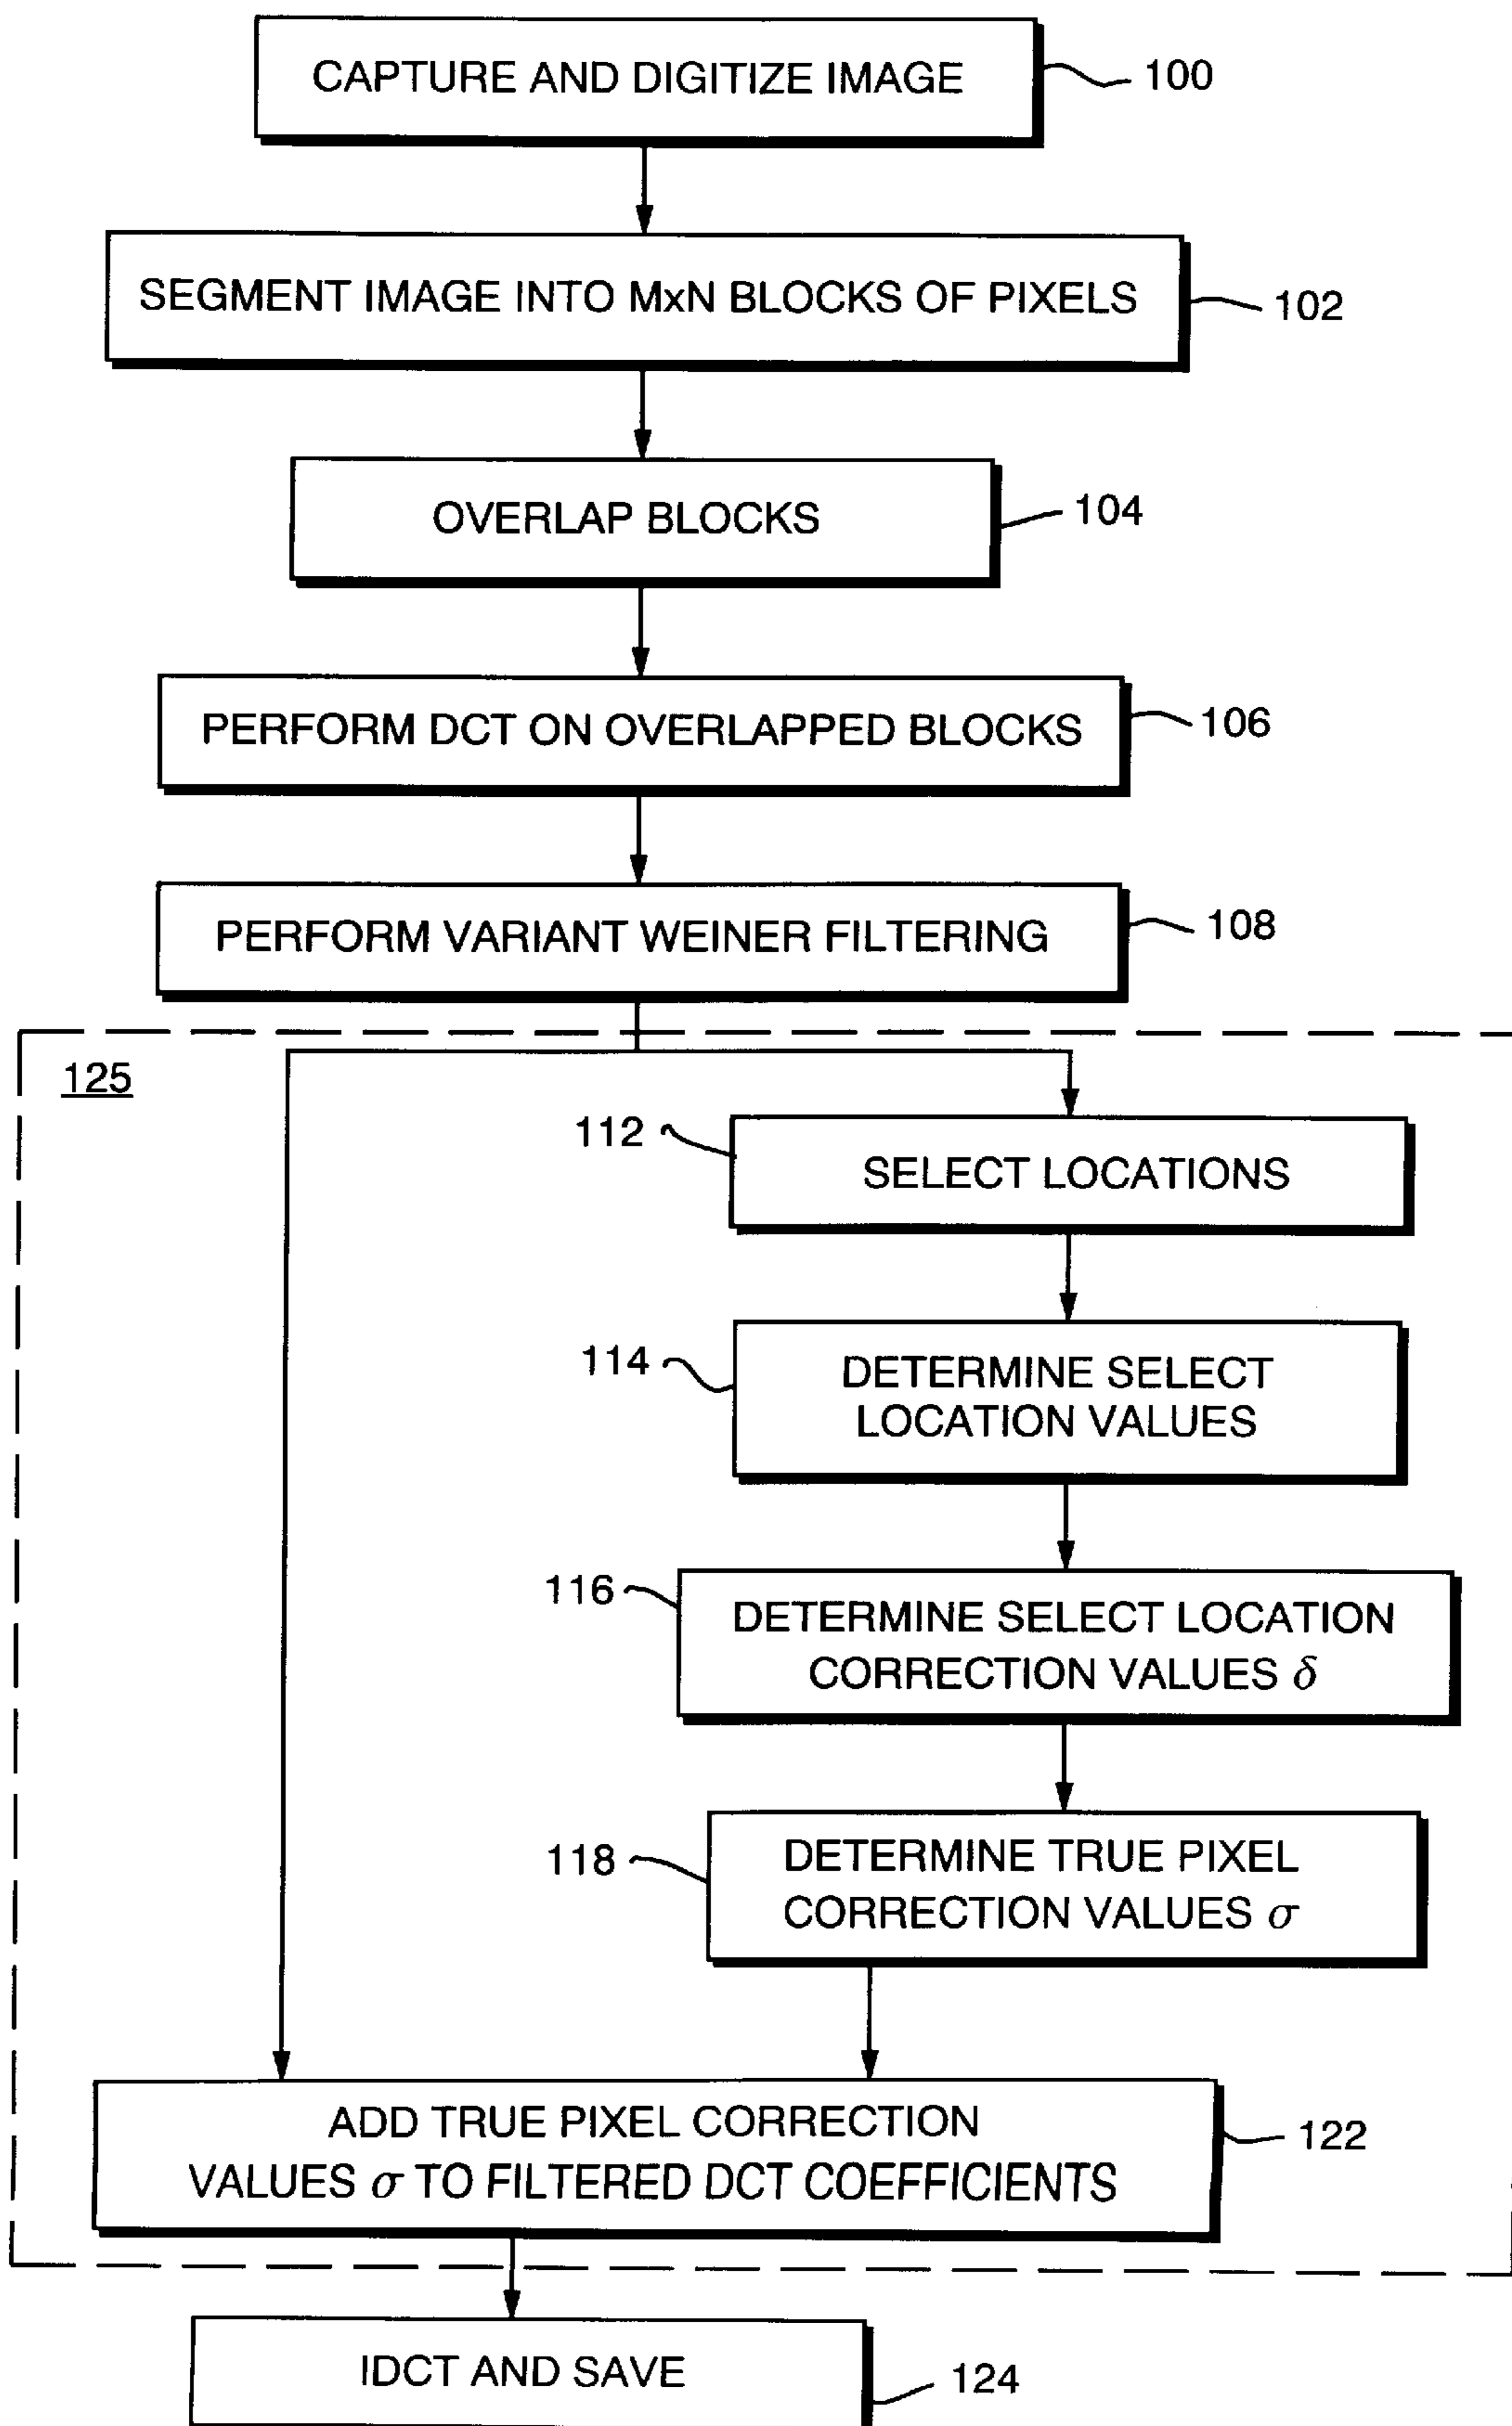 CAPTURE AND DIGITIZE IMAGE
100
SEGMENT IMAGE INTO MxN BLOCKS OF PIXELS
102
OVERLAP BLOCKS
104
PERFORM DCT ON OVERLAPPED BLOCKS
106
PERFORM VARIANT WEINER FILTERING
108
125
112
SELECT LOCATIONS
114
DETERMINE SELECT
LOCATION VALUES
116
DETERMINE SELECT LOCATION
CORRECTION VALUES δ
118
DETERMINE TRUE PIXEL
CORRECTION VALUES σ
ADD TRUE PIXEL CORRECTION
VALUES σ TO FILTERED DCT COEFFICIENTS
122
IDCT AND SAVE
124